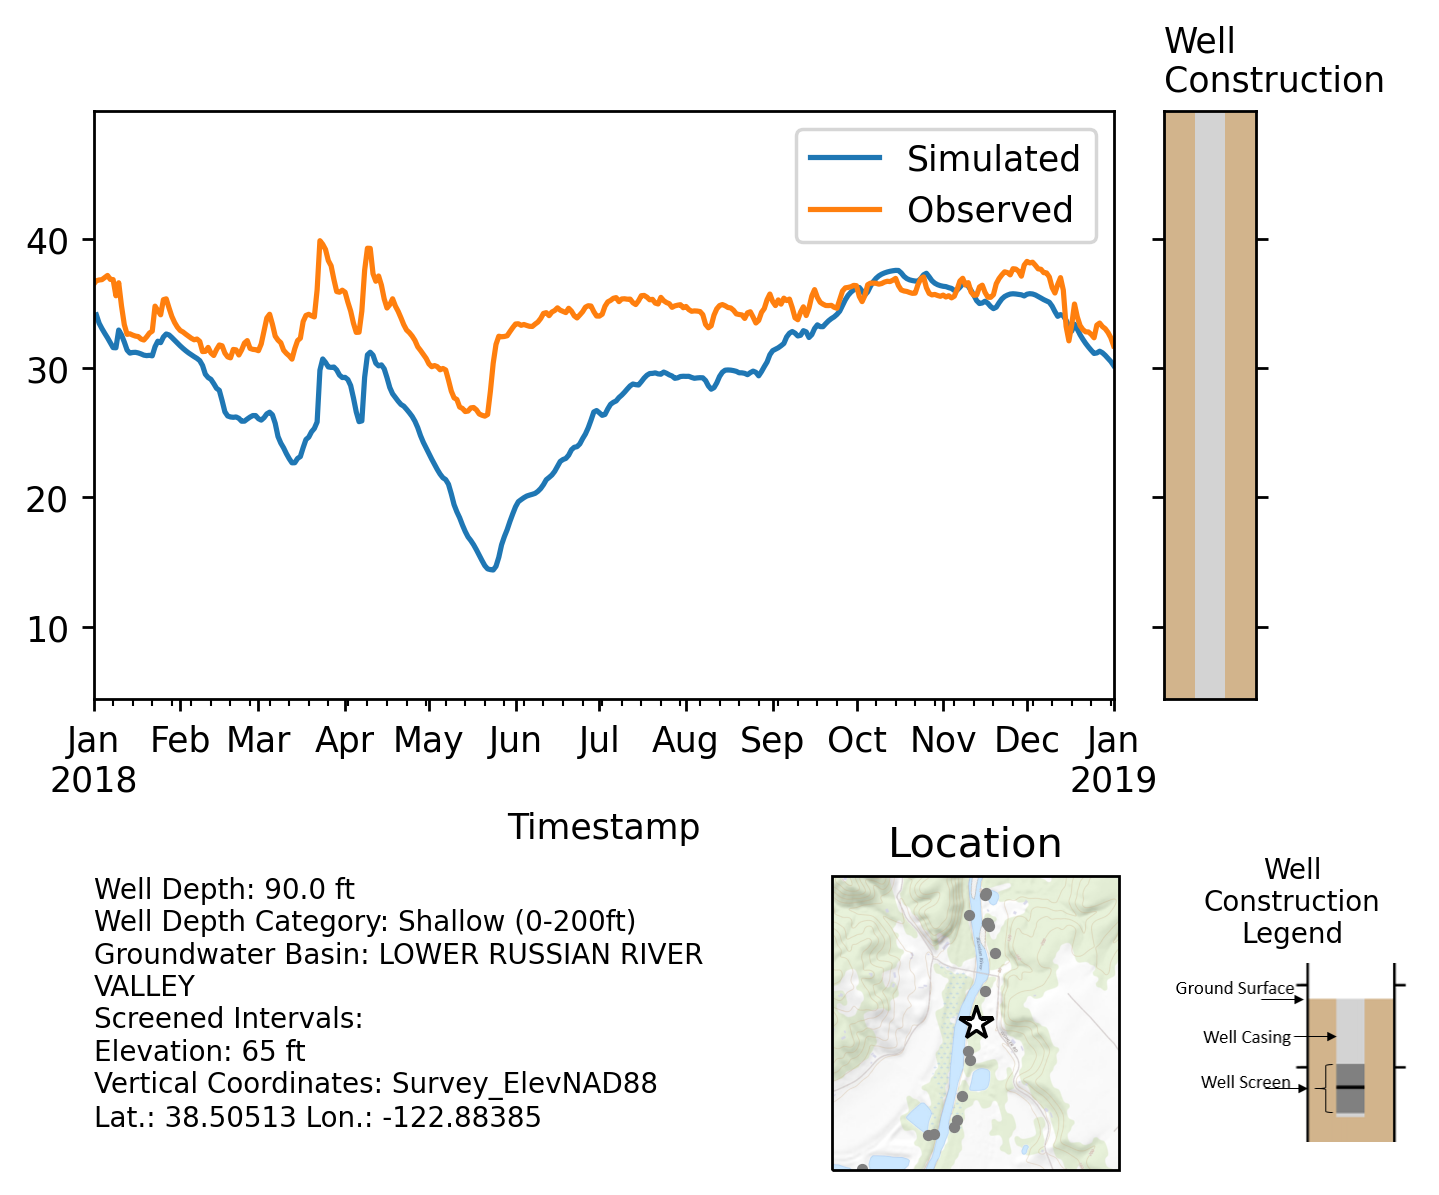 Well
Construction
Simulated
Observed
40
30
20
10
Jan Feb Mar Apr May Jun Jul Aug Sep Oct Nov Dec Jan
2018 2019
Timestamp
Location
Well
Construction
Legend
Ground Surface
Well Casing
Well Screen
Well Depth: 90.0 ft
Well Depth Category: Shallow (0-200ft)
Groundwater Basin: LOWER RUSSIAN RIVER
VALLEY
Screened Intervals:
Elevation: 65 ft
Vertical Coordinates: Survey_ElevNAD88
Lat.: 38.50513 Lon.: -122.88385